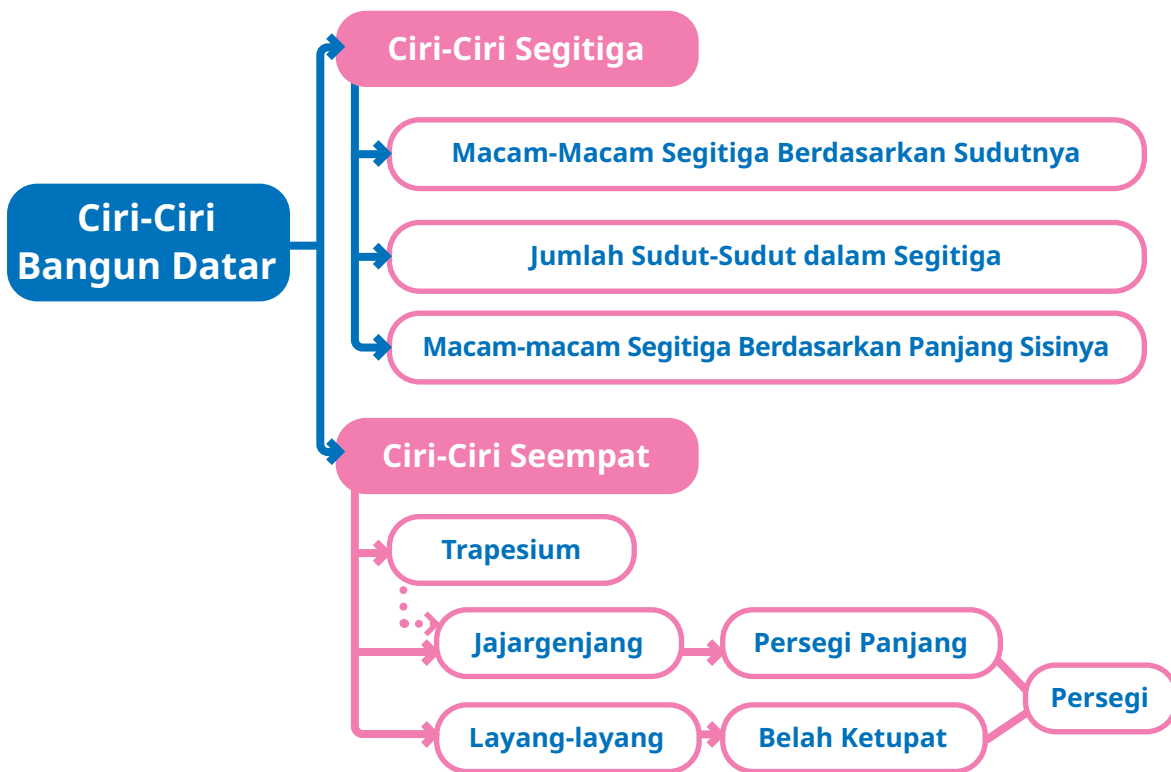 Ciri-Ciri
Bangun Datar
Ciri-Ciri Segitiga
Macam-Macam Segitiga Berdasarkan Sudutnya
Jumlah Sudut-Sudut dalam Segitiga
Macam-macam Segitiga Berdasarkan Panjang Sisinya
Ciri-Ciri Seempat
Trapesium
Jajargenjang
Persegi Panjang
Persegi
Layang-layang
Belah Ketupat